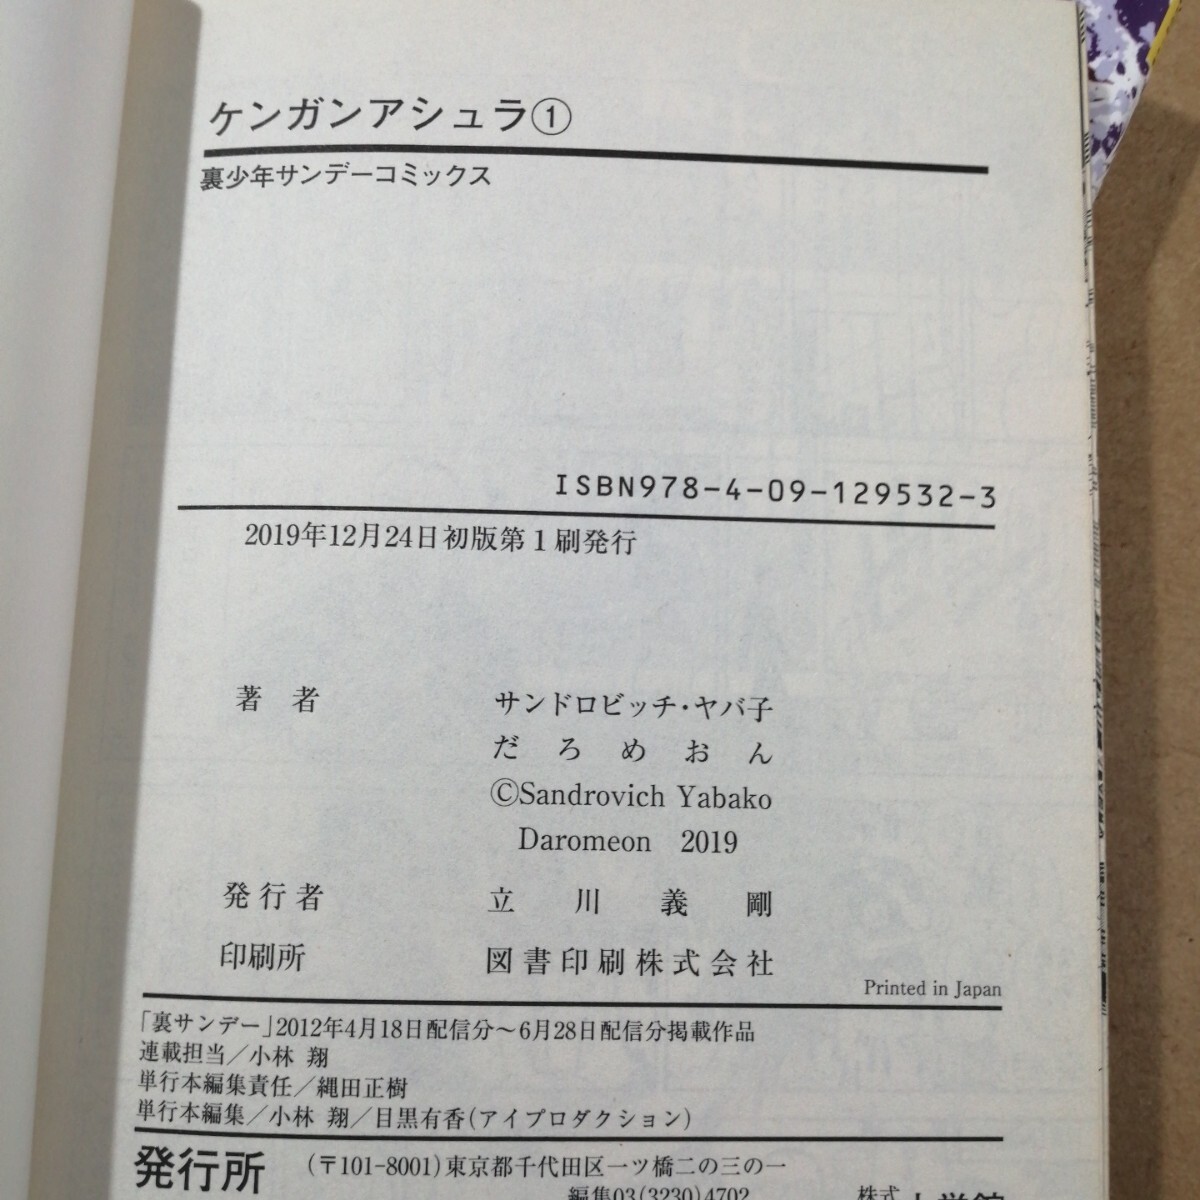 ケンガンアシュラ①
裏少年サンデーコミックス
ISBN978-4-09-129532-3
2019年12月24日初版第1刷発行
著者 サンドロビッチ・ヤバ子
だろめおん
©Sandrovich Yabako
Daromeon 2019
発行者 立川義剛
印刷所 図書印刷株式会社
Printed in Japan
「裏サンデー」2012年4月18日配信分〜6月28日配信分掲載作品
連載担当／小林 翔
単行本編集責任／縄田正樹
単行本編集／小林 翔／目黒有香(アイプロダクション)
発行所 (〒101-8001)東京都千代田区一ツ橋二の三の一
編集03(3230)4702 株式